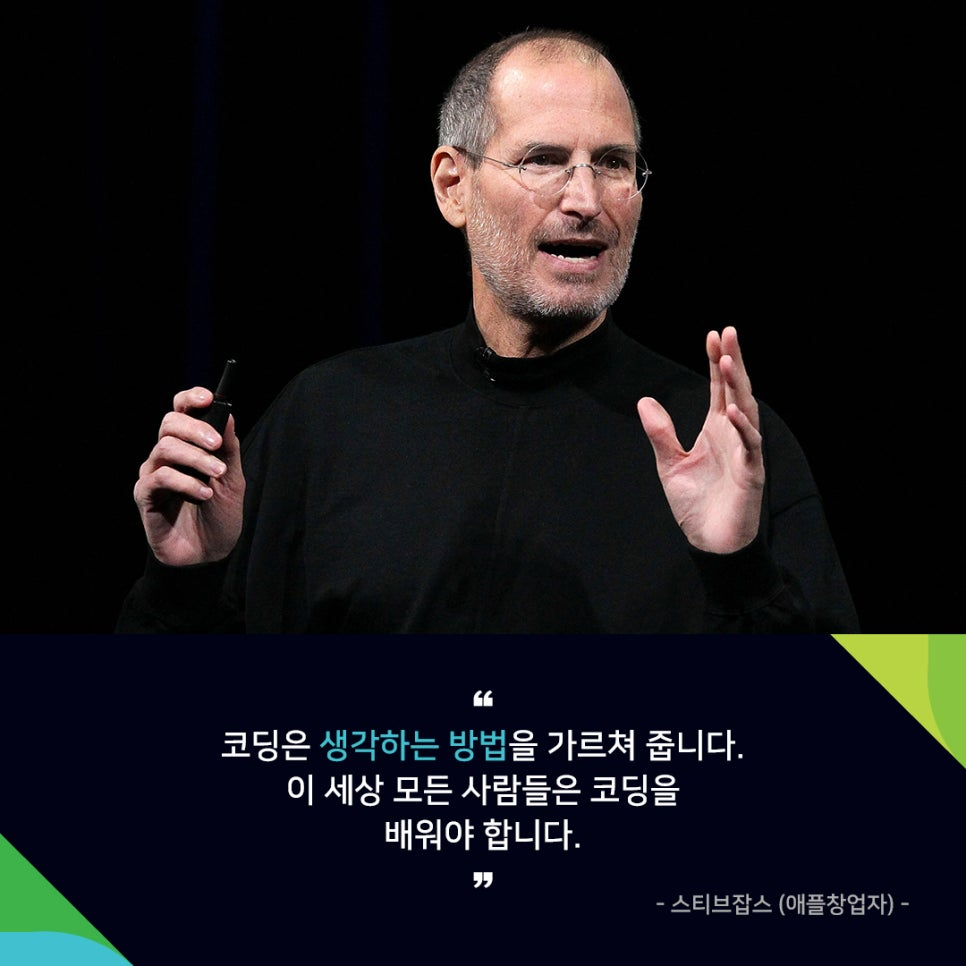 ❝
코딩은 생각하는 방법을 가르쳐 줍니다.
이 세상 모든 사람들은 코딩을
배워야 합니다.
❞
- 스티브잡스 (애플창업자) -